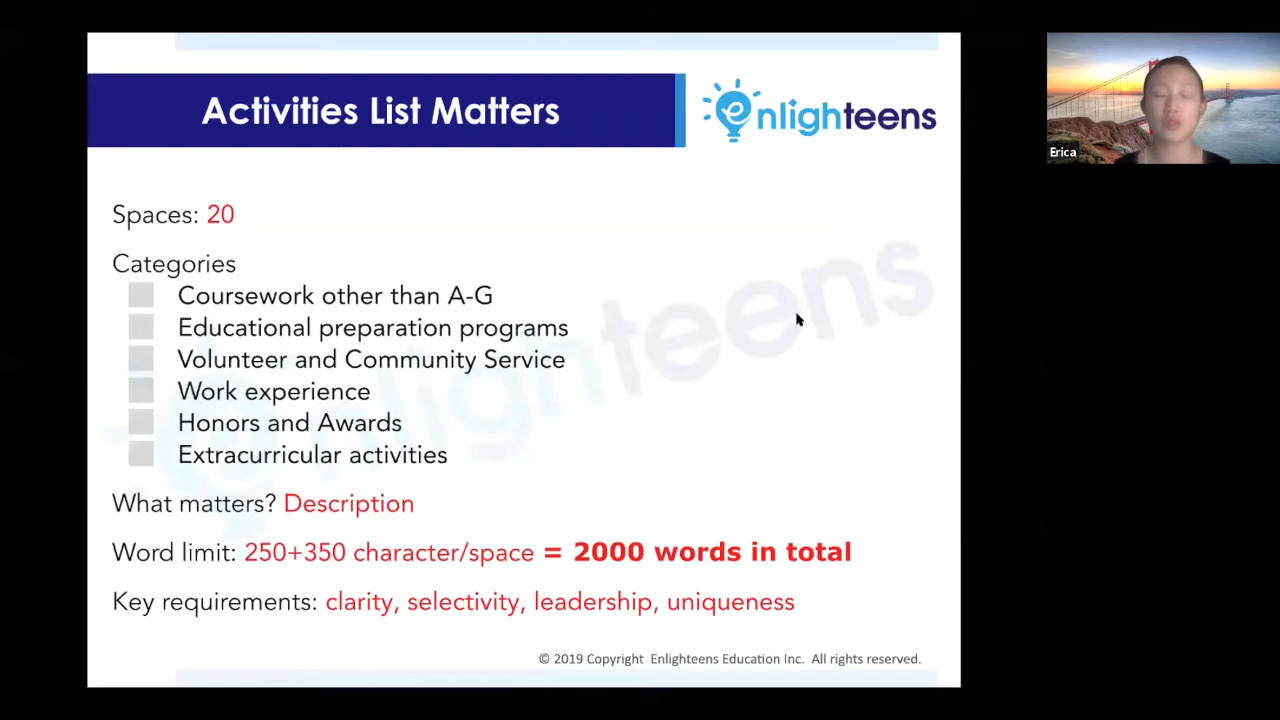 Activities List Matters
enlighteens
Spaces: 20
Categories
Coursework other than A-G
Educational preparation programs
Volunteer and Community Service
Work experience
Honors and Awards
Extracurricular activities
What matters? Description
Word limit: 250+350 character/space = 2000 words in total
Key requirements: clarity, selectivity, leadership, uniqueness
© 2019 Copyright Enlighteens Education Inc. All rights reserved.
enlighteens
Erica